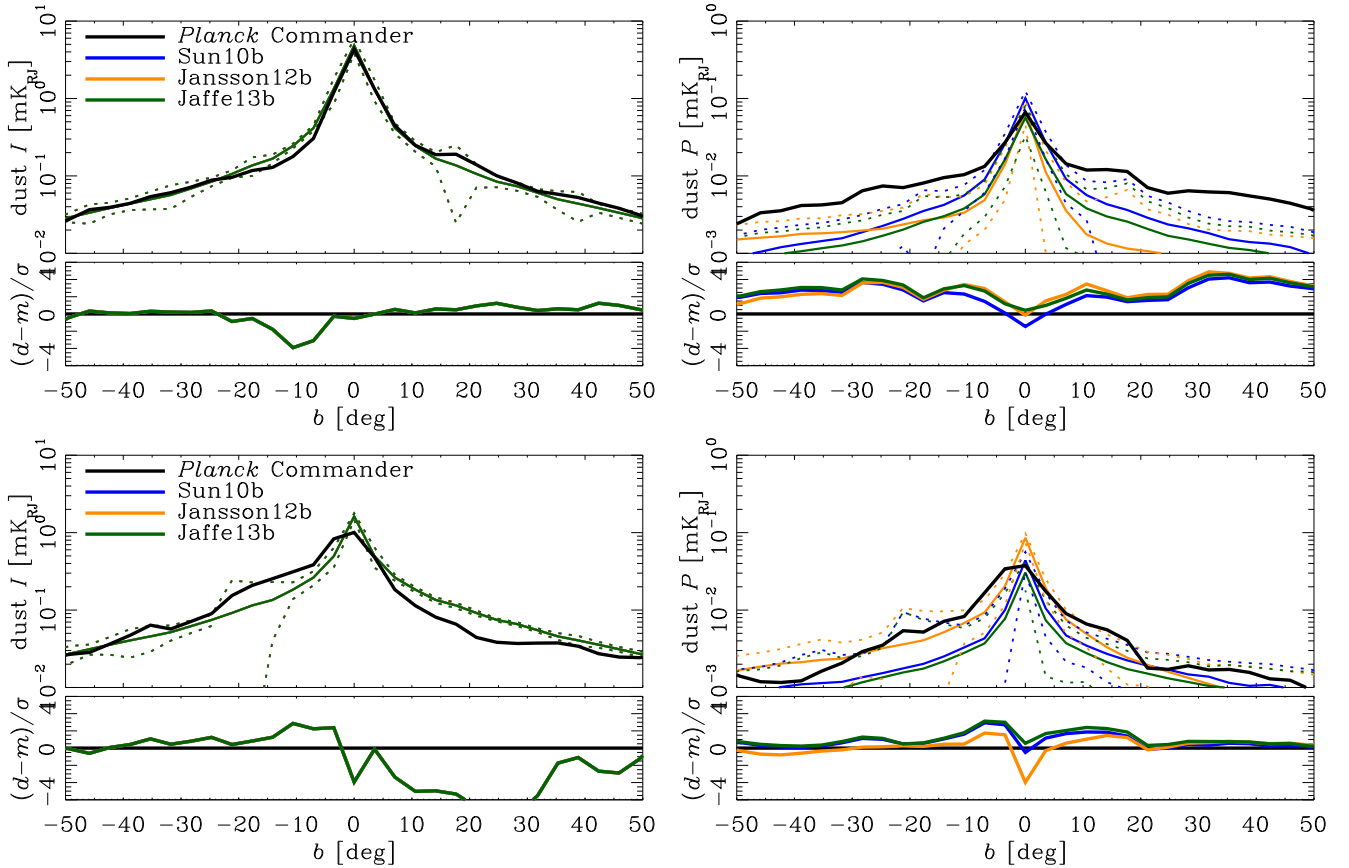 dust I [mK_RJ]
10^1
10^0
10^-1
10^-2
Planck Commander
Sun10b
Jansson12b
Jaffe13b
(d−m)/σ
4
0
−4
−50 −40 −30 −20 −10 0 10 20 30 40 50
b [deg]
dust P [mK_RJ]
10^0
10^-1
10^-2
10^-3
(d−m)/σ
4
0
−4
−50 −40 −30 −20 −10 0 10 20 30 40 50
b [deg]
dust I [mK_RJ]
10^1
10^0
10^-1
10^-2
Planck Commander
Sun10b
Jansson12b
Jaffe13b
(d−m)/σ
4
0
−4
−50 −40 −30 −20 −10 0 10 20 30 40 50
b [deg]
dust P [mK_RJ]
10^0
10^-1
10^-2
10^-3
(d−m)/σ
4
0
−4
−50 −40 −30 −20 −10 0 10 20 30 40 50
b [deg]